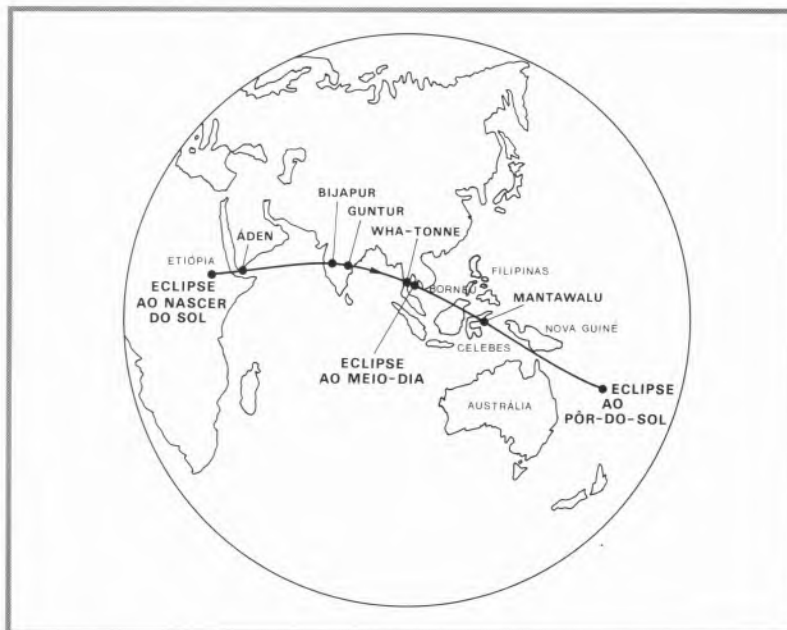 BIJAPUR
GUNTUR
WHA-TONNE
ÁDEN
ETIÓPIA
ECLIPSE
AO NASCER
DO SOL
FILIPINAS
BORNÉU
MANTAWALU
NOVA GUINÉ
CELEBES
ECLIPSE
AO MEIO-DIA
AUSTRÁLIA
ECLIPSE
AO
PÔR-DO-SOL